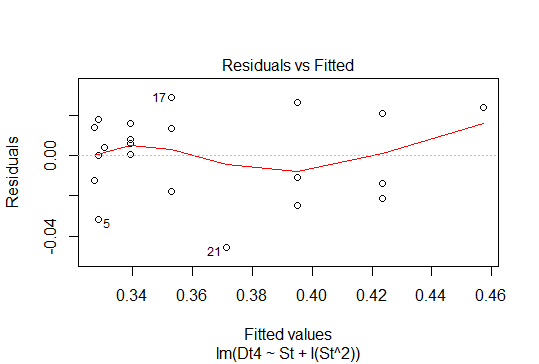 Residuals vs Fitted
17
5
21
0.00
-0.04
Residuals
0.34 0.36 0.38 0.40 0.42 0.44 0.46
Fitted values
lm(Dt4 ~ St + I(St^2))